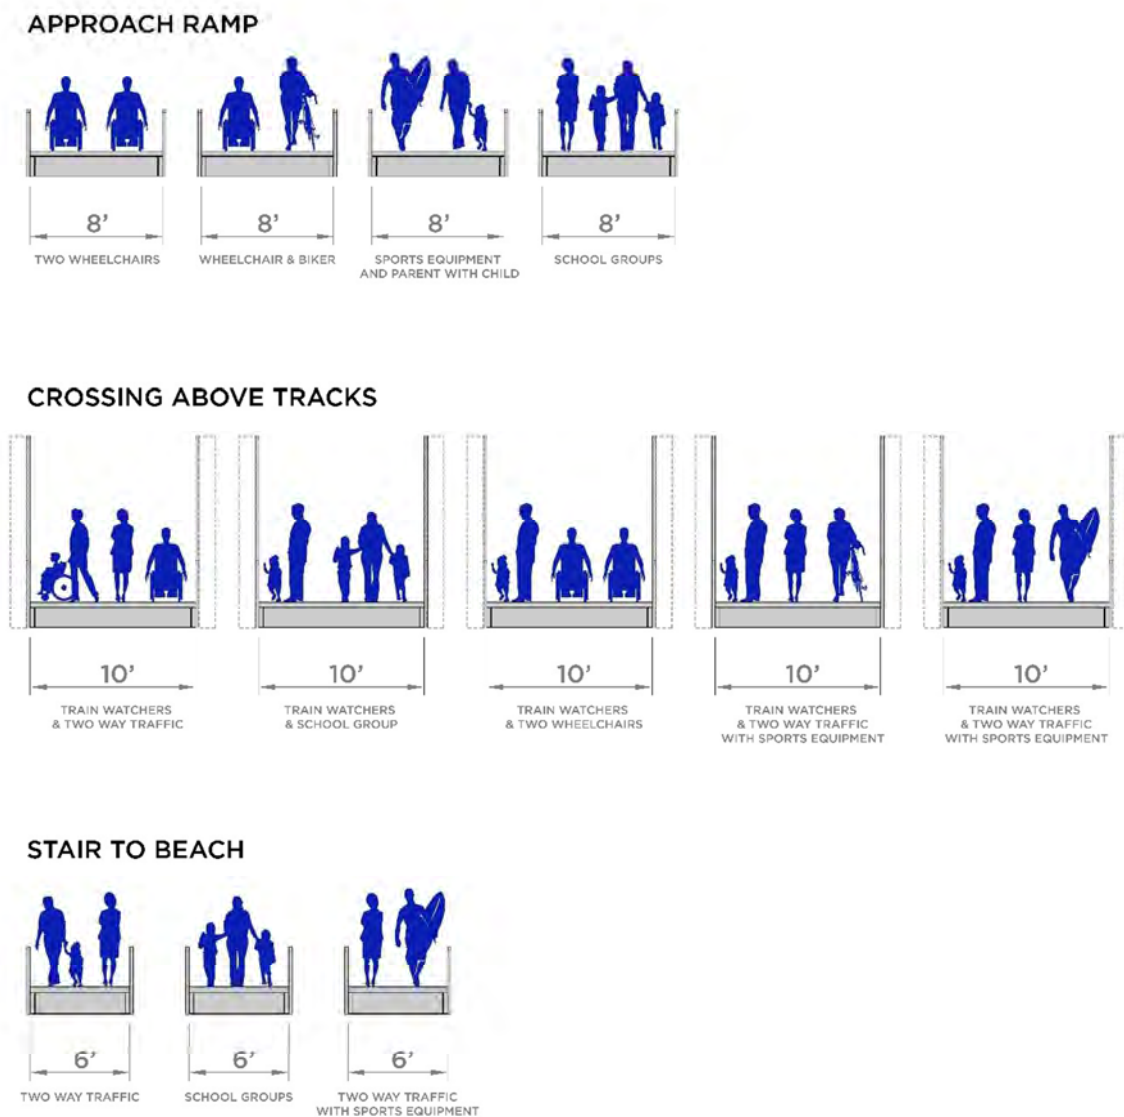 APPROACH RAMP
8’
8’
8’
8’
TWO WHEELCHAIRS
WHEELCHAIR & BIKER
SPORTS EQUIPMENT
AND PARENT WITH CHILD
SCHOOL GROUPS
CROSSING ABOVE TRACKS
10’
10’
10’
10’
10’
TRAIN WATCHERS
& TWO WAY TRAFFIC
TRAIN WATCHERS
& SCHOOL GROUP
TRAIN WATCHERS
& TWO WHEELCHAIRS
TRAIN WATCHERS
& TWO WAY TRAFFIC
WITH SPORTS EQUIPMENT
TRAIN WATCHERS
& TWO WAY TRAFFIC
WITH SPORTS EQUIPMENT
STAIR TO BEACH
6’
6’
6’
TWO WAY TRAFFIC
SCHOOL GROUPS
TWO WAY TRAFFIC
WITH SPORTS EQUIPMENT